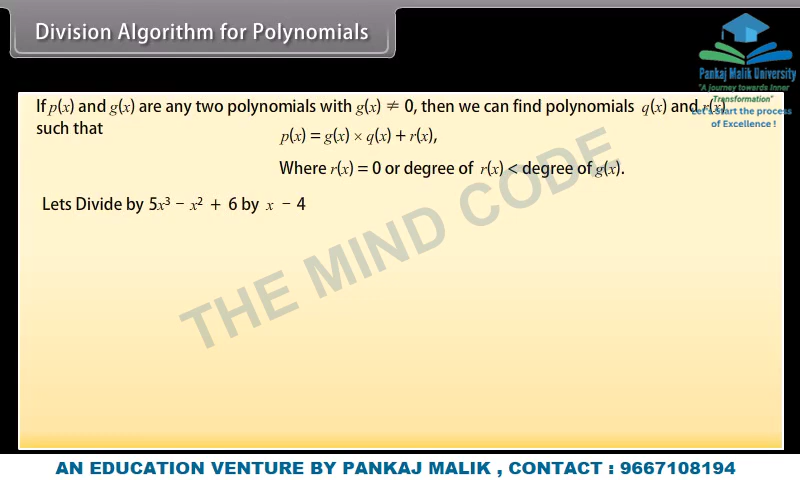 Division Algorithm for Polynomials
Pankaj Malik University
"A journey towards Inner
Transformation"
Let's Start the process
of Excellence !
If p(x) and g(x) are any two polynomials with g(x) ≠ 0, then we can find polynomials q(x) and r(x)
such that
p(x) = g(x) × q(x) + r(x),
Where r(x) = 0 or degree of r(x) < degree of g(x).
Lets Divide by 5x³ − x² + 6 by x − 4
THE MIND CODE
AN EDUCATION VENTURE BY PANKAJ MALIK , CONTACT : 9667108194